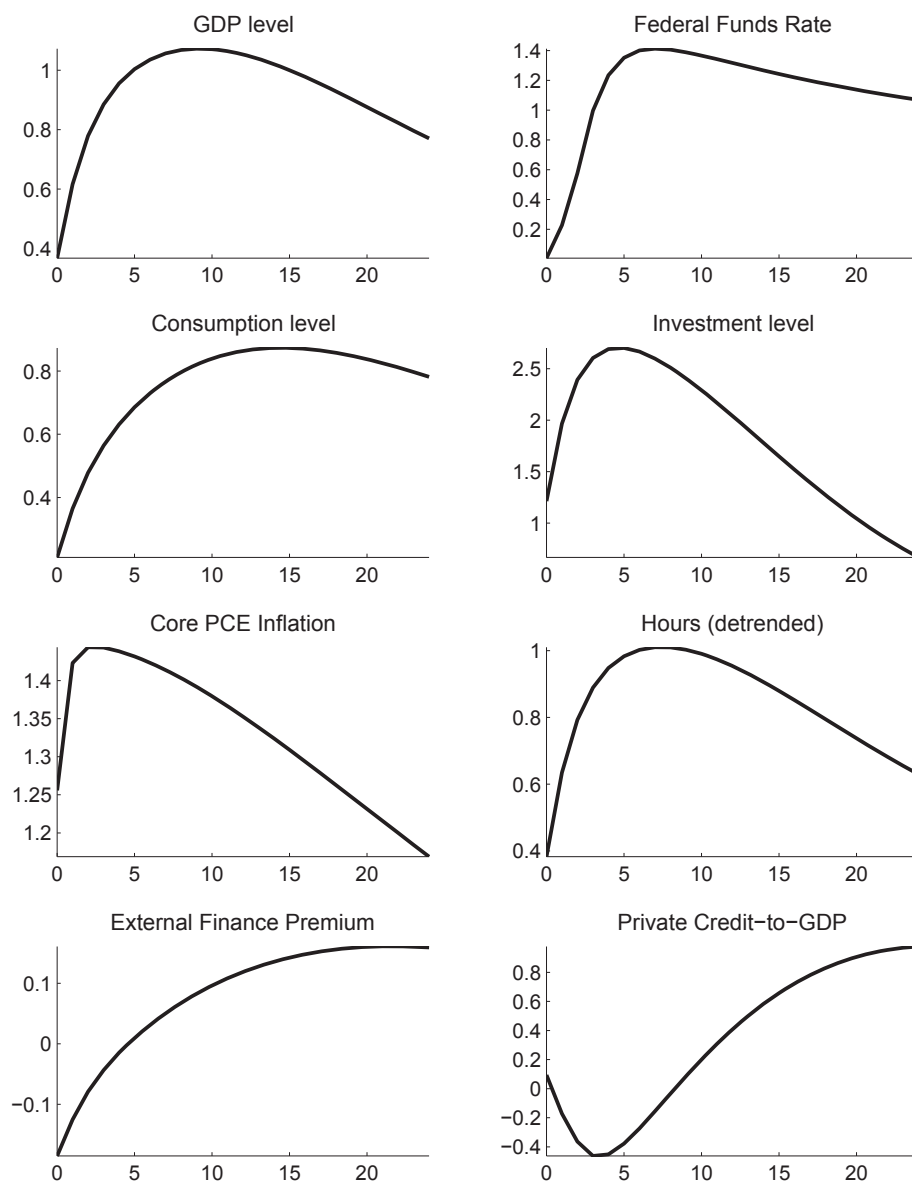 GDP level
1
0.8
0.6
0.4
0 5 10 15 20
Federal Funds Rate
1.4
1.2
1
0.8
0.6
0.4
0.2
0 5 10 15 20
Consumption level
0.8
0.6
0.4
0 5 10 15 20
Investment level
2.5
2
1.5
1
0 5 10 15 20
Core PCE Inflation
1.4
1.35
1.3
1.25
1.2
0 5 10 15 20
Hours (detrended)
1
0.8
0.6
0.4
0 5 10 15 20
External Finance Premium
0.1
0
−0.1
0 5 10 15 20
Private Credit−to−GDP
0.8
0.6
0.4
0.2
0
−0.2
−0.4
0 5 10 15 20